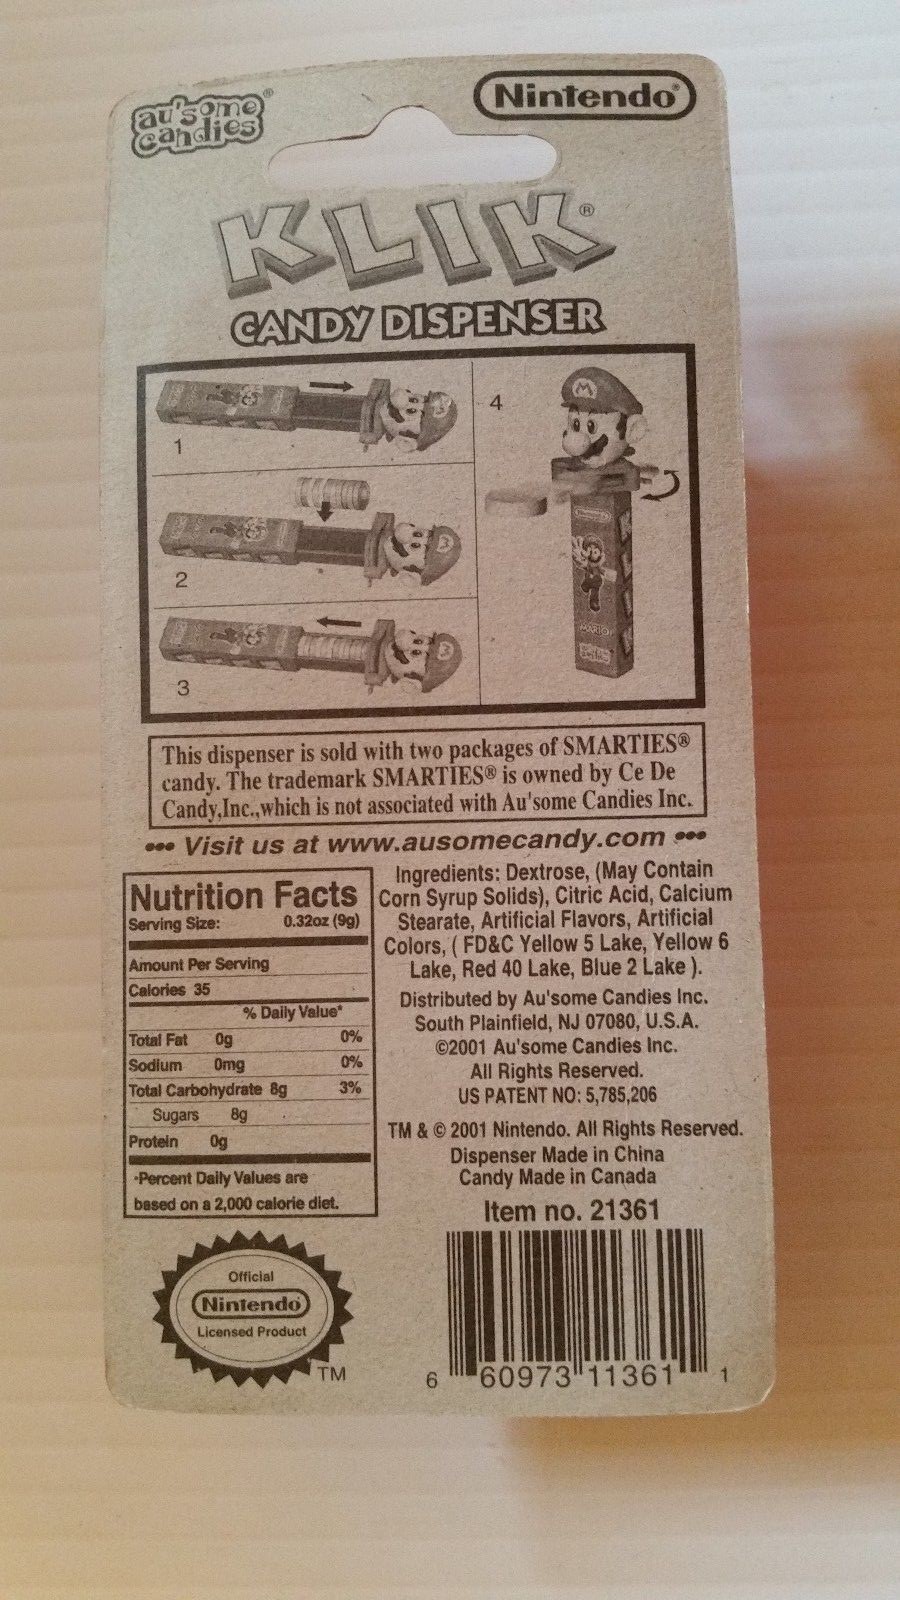 au'some
candies®
Nintendo®
KLIK®
CANDY DISPENSER
1
2
3
4
MARIO
This dispenser is sold with two packages of SMARTIES®
candy. The trademark SMARTIES® is owned by Ce De
Candy,Inc.,which is not associated with Au'some Candies Inc.
••• Visit us at www.ausomecandy.com •••
Nutrition Facts
Serving Size: 0.32oz (9g)
Amount Per Serving
Calories 35
% Daily Value*
Total Fat 0g 0%
Sodium 0mg 0%
Total Carbohydrate 8g 3%
Sugars 8g
Protein 0g
*Percent Daily Values are
based on a 2,000 calorie diet.
Ingredients: Dextrose, (May Contain
Corn Syrup Solids), Citric Acid, Calcium
Stearate, Artificial Flavors, Artificial
Colors, ( FD&C Yellow 5 Lake, Yellow 6
Lake, Red 40 Lake, Blue 2 Lake ).
Distributed by Au'some Candies Inc.
South Plainfield, NJ 07080, U.S.A.
©2001 Au'some Candies Inc.
All Rights Reserved.
US PATENT NO: 5,785,206
TM & © 2001 Nintendo. All Rights Reserved.
Dispenser Made in China
Candy Made in Canada
Item no. 21361
Official
Nintendo
Licensed Product
TM
6 60973 11361 1